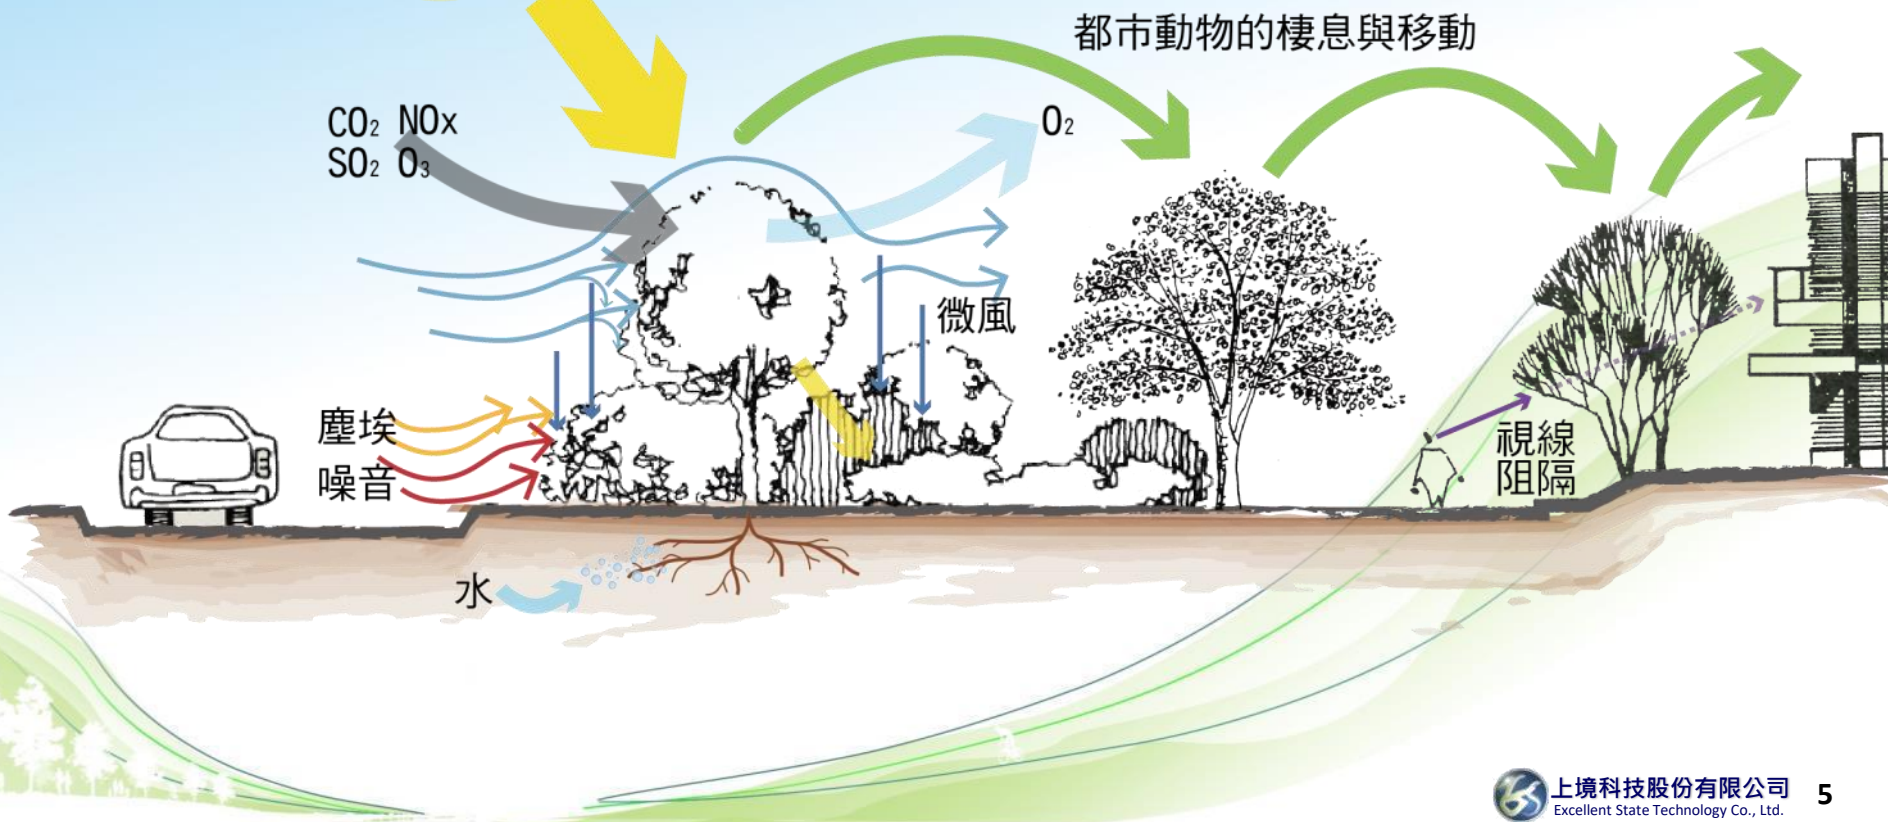 都市動物的棲息與移動
CO₂ NOx
SO₂ O₃
O₂
微風
塵埃
噪音
視線
阻隔
水
上境科技股份有限公司
Excellent State Technology Co., Ltd.
5